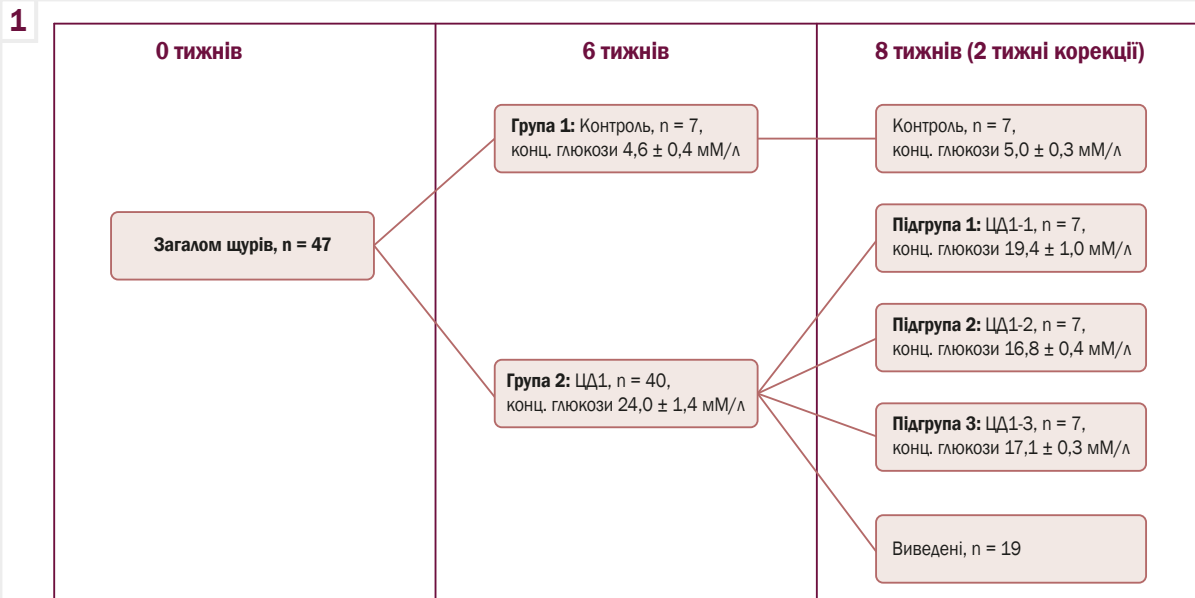 1
0 тижнів
6 тижнів
8 тижнів (2 тижні корекції)
Загалом щурів, n = 47
Група 1: Контроль, n = 7,
конц. глюкози 4,6 ± 0,4 мМ/л
Група 2: ЦД1, n = 40,
конц. глюкози 24,0 ± 1,4 мМ/л
Контроль, n = 7,
конц. глюкози 5,0 ± 0,3 мМ/л
Підгрупа 1: ЦД1-1, n = 7,
конц. глюкози 19,4 ± 1,0 мМ/л
Підгрупа 2: ЦД1-2, n = 7,
конц. глюкози 16,8 ± 0,4 мМ/л
Підгрупа 3: ЦД1-3, n = 7,
конц. глюкози 17,1 ± 0,3 мМ/л
Виведені, n = 19